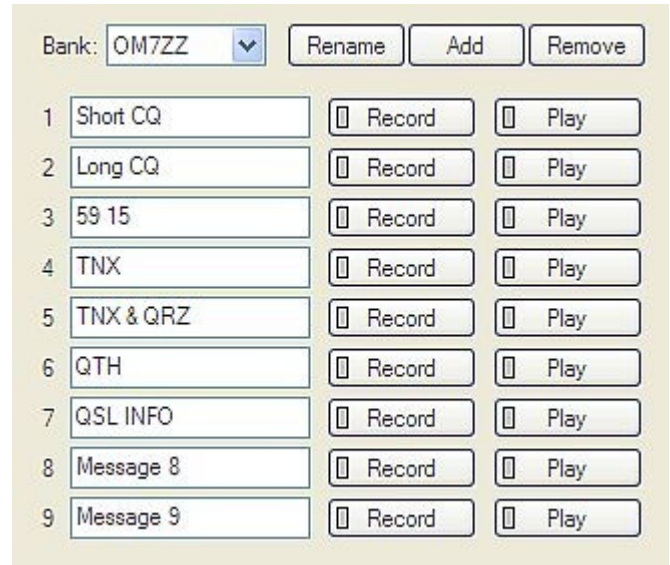 Bank: OM7ZZ Rename Add Remove
1 Short CQ Record Play
2 Long CQ Record Play
3 59 15 Record Play
4 TNX Record Play
5 TNX & QRZ Record Play
6 QTH Record Play
7 QSL INFO Record Play
8 Message 8 Record Play
9 Message 9 Record Play